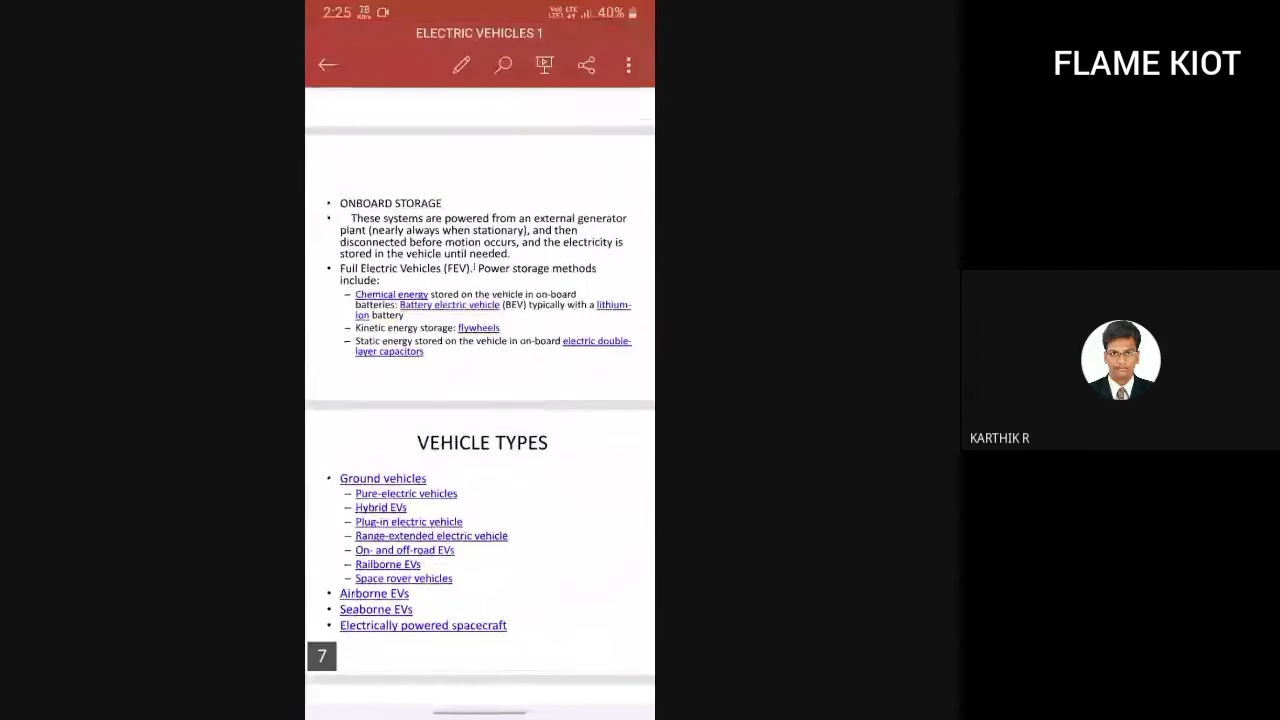 2:25 78 KB/s VoD LTE LTE1 40%
ELECTRIC VEHICLES 1
FLAME KIOT
• ONBOARD STORAGE
• These systems are powered from an external generator
plant (nearly always when stationary), and then
disconnected before motion occurs, and the electricity is
stored in the vehicle until needed.
• Full Electric Vehicles (FEV). Power storage methods
include:
– Chemical energy stored on the vehicle in on-board
batteries: Battery electric vehicle (BEV) typically with a lithium-
ion battery
– Kinetic energy storage: flywheels
– Static energy stored on the vehicle in on-board electric double-
layer capacitors
VEHICLE TYPES
• Ground vehicles
– Pure-electric vehicles
– Hybrid EVs
– Plug-in electric vehicle
– Range-extended electric vehicle
– On- and off-road EVs
– Railborne EVs
– Space rover vehicles
• Airborne EVs
• Seaborne EVs
• Electrically powered spacecraft
7
KARTHIK R